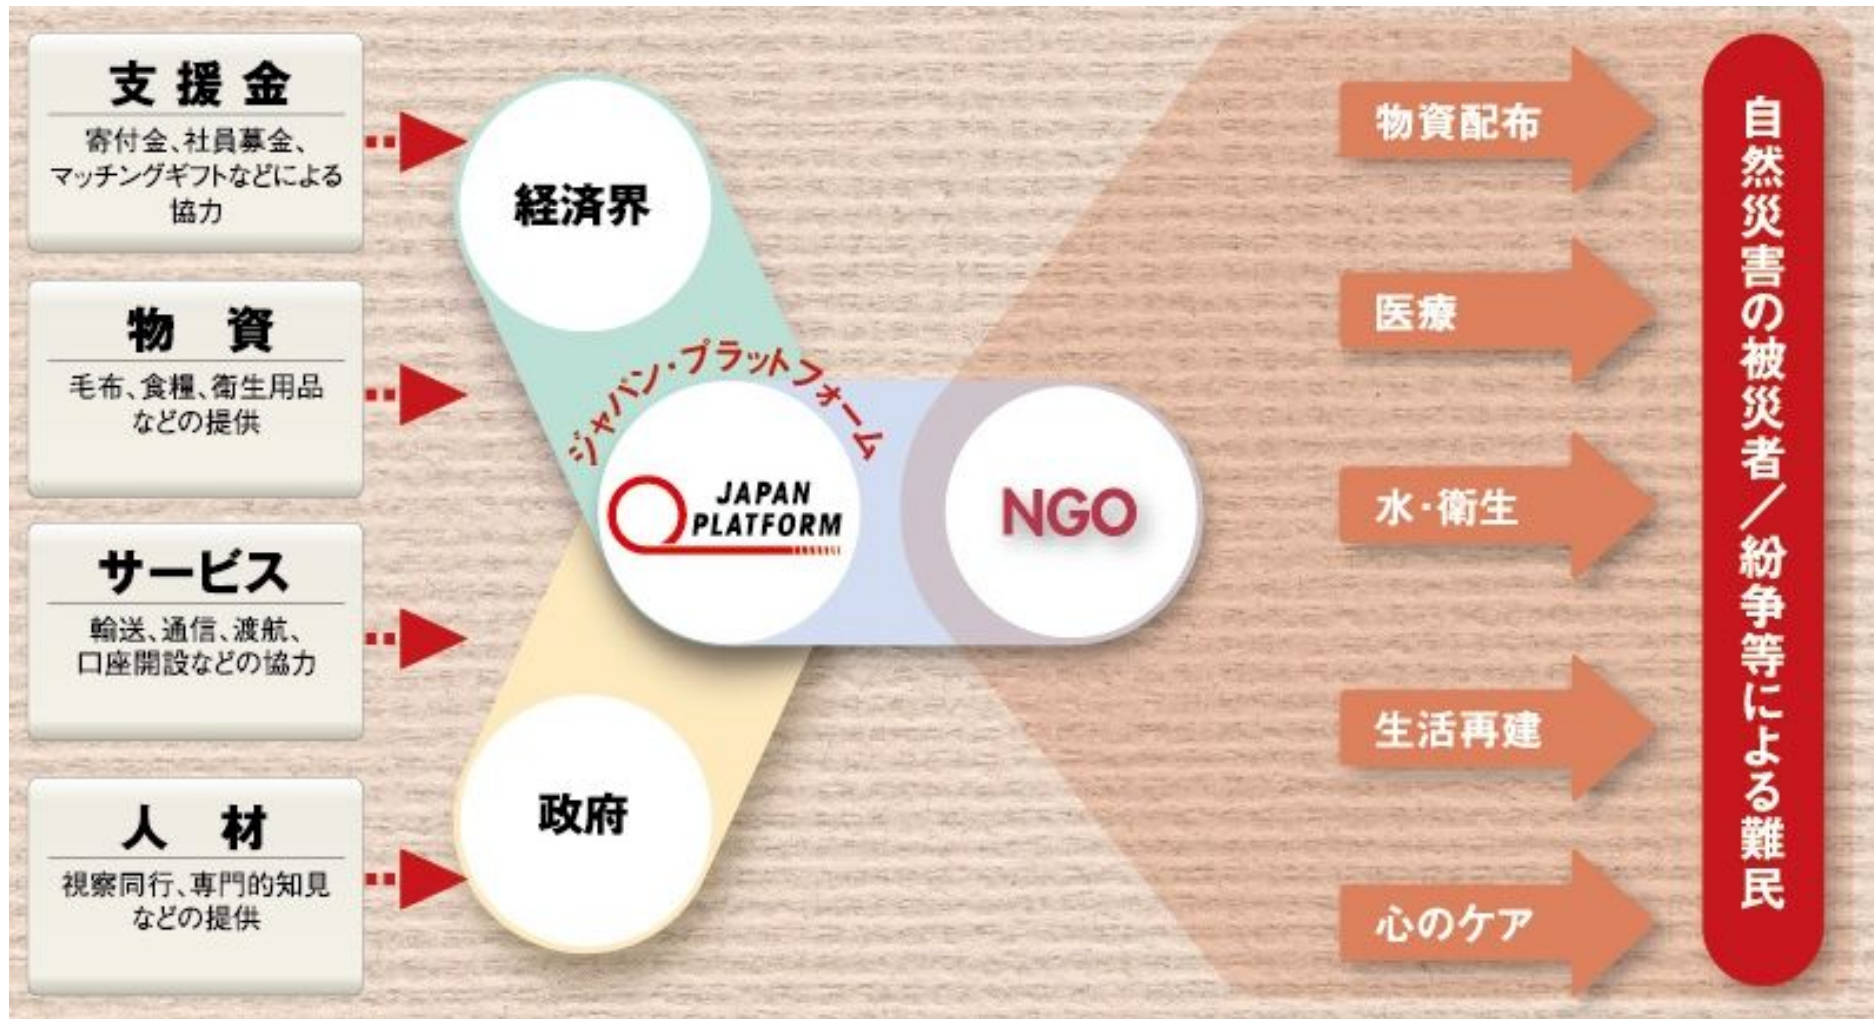 支援金
寄付金、社員募金、
マッチングギフトなどによる
協力
物資
毛布、食糧、衛生用品
などの提供
サービス
輸送、通信、渡航、
口座開設などの協力
人材
視察同行、専門的知見
などの提供
経済界
ジャパン・プラットフォーム
JAPAN
PLATFORM
NGO
政府
物資配布
医療
水・衛生
生活再建
心のケア
自然災害の被災者／紛争等による難民